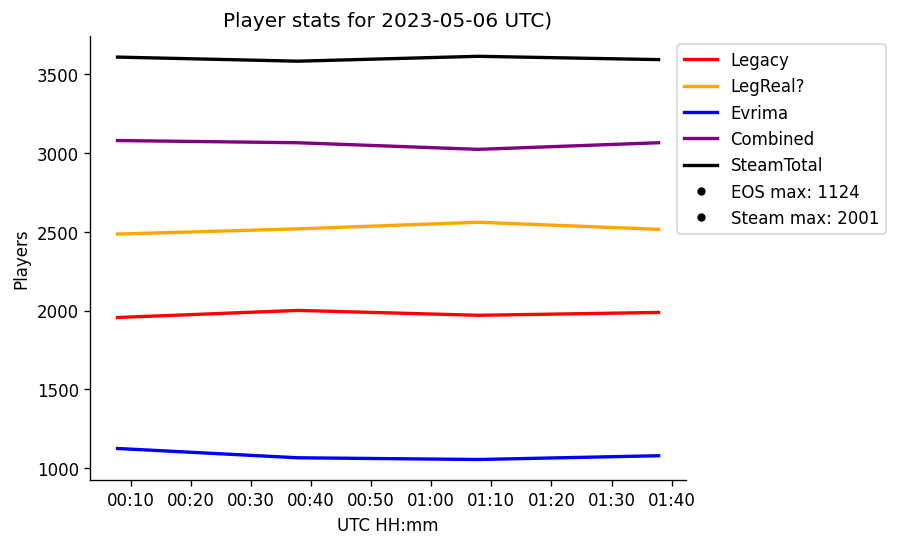 Player stats for 2023-05-06 UTC)
Players
3500
3000
2500
2000
1500
1000
00:10 00:20 00:30 00:40 00:50 01:00 01:10 01:20 01:30 01:40
UTC HH:mm
Legacy
LegReal?
Evrima
Combined
SteamTotal
EOS max: 1124
Steam max: 2001